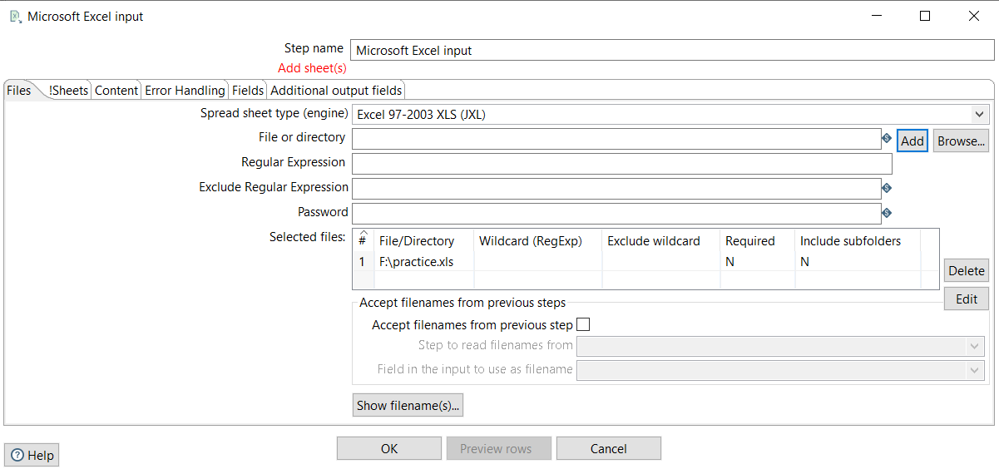 Microsoft Excel input
Step name Microsoft Excel input
Add sheet(s)
Files !Sheets Content Error Handling Fields Additional output fields
Spread sheet type (engine) Excel 97-2003 XLS (JXL)
File or directory Add Browse...
Regular Expression
Exclude Regular Expression
Password
Selected files: # File/Directory Wildcard (RegExp) Exclude wildcard Required Include subfolders
1 F:\practice.xls N N
Delete
Edit
Accept filenames from previous steps
Accept filenames from previous step
Step to read filenames from
Field in the input to use as filename
Show filename(s)...
OK Preview rows Cancel
Help